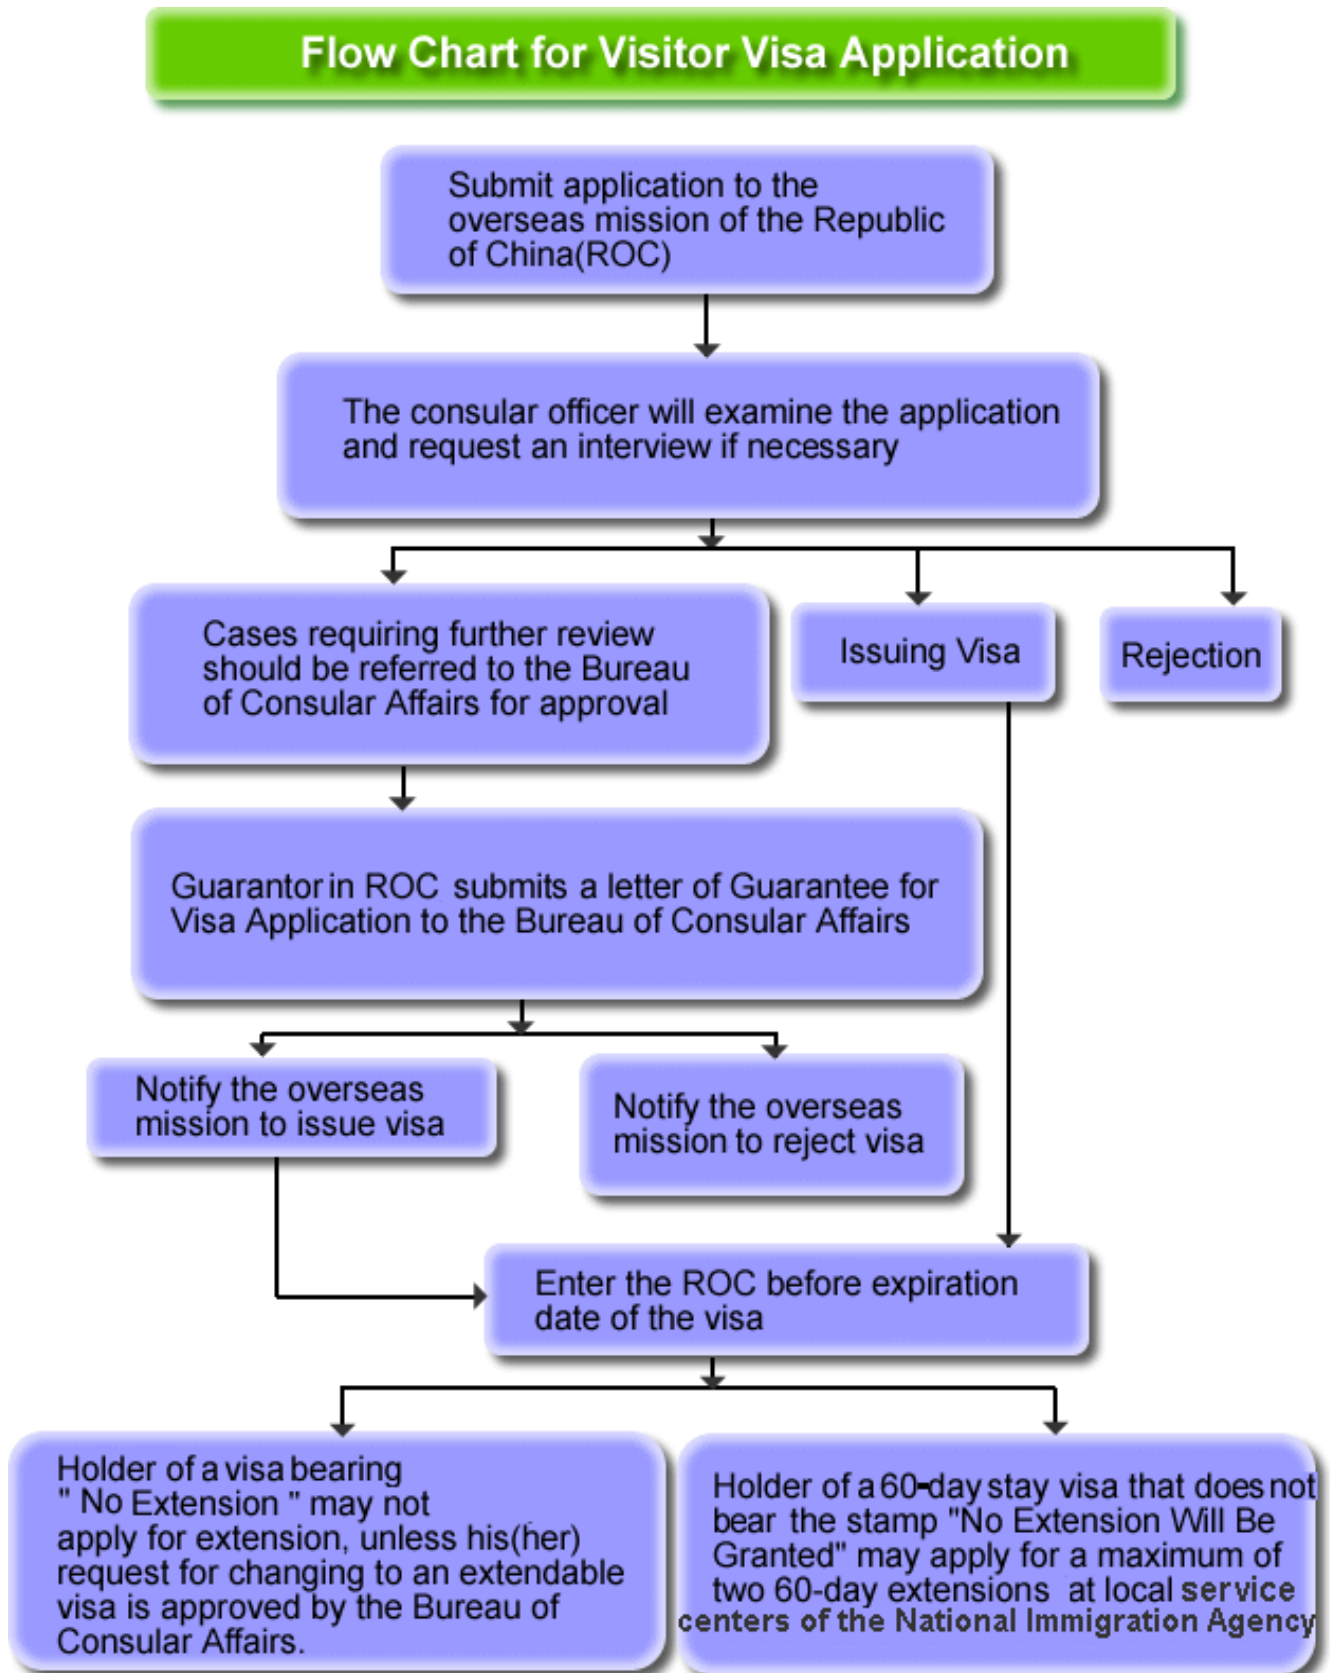 Flow Chart for Visitor Visa Application
Submit application to the
overseas mission of the Republic
of China(ROC)
The consular officer will examine the application
and request an interview if necessary
Cases requiring further review
should be referred to the Bureau
of Consular Affairs for approval
Issuing Visa
Rejection
Guarantor in ROC submits a letter of Guarantee for
Visa Application to the Bureau of Consular Affairs
Notify the overseas
mission to issue visa
Notify the overseas
mission to reject visa
Enter the ROC before expiration
date of the visa
Holder of a visa bearing
" No Extension " may not
apply for extension, unless his(her)
request for changing to an extendable
visa is approved by the Bureau of
Consular Affairs.
Holder of a 60-day stay visa that does not
bear the stamp "No Extension Will Be
Granted" may apply for a maximum of
two 60-day extensions at local service
centers of the National Immigration Agency